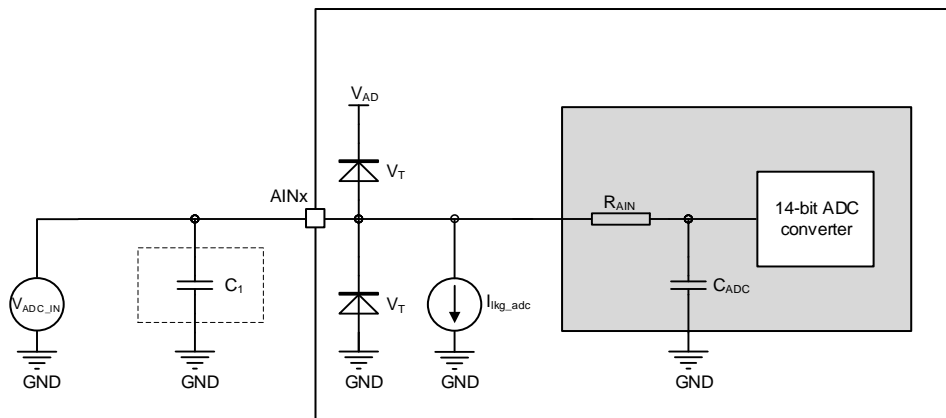 VAD
VT
AINx
RAIN
14-bit ADC
converter
VADC_IN
C1
VT
Ilkg_adc
CADC
GND
GND
GND
GND
GND